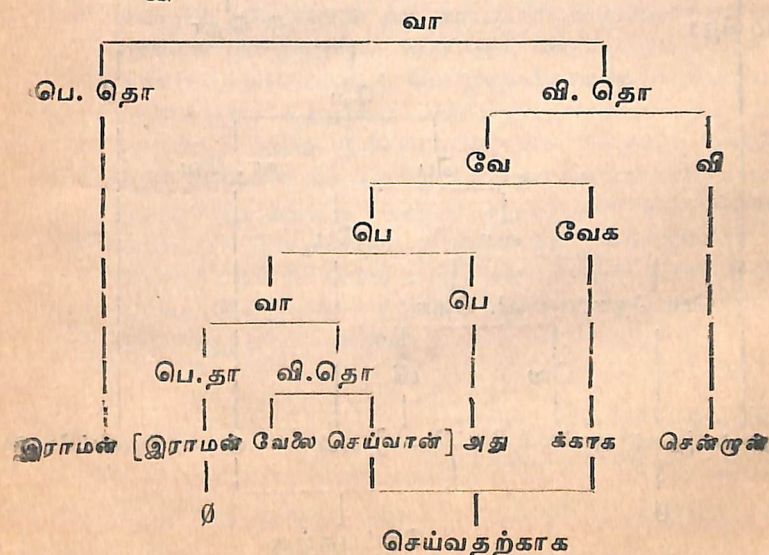 வா
பெ. தொ வி. தொ
வே வி
பெ வேக
வா பெ
பெ.தா வி.தொ
இராமன் [இராமன் வேலை செய்வான்] அது க்காக சென்றான்
Ø
செய்வதற்காக